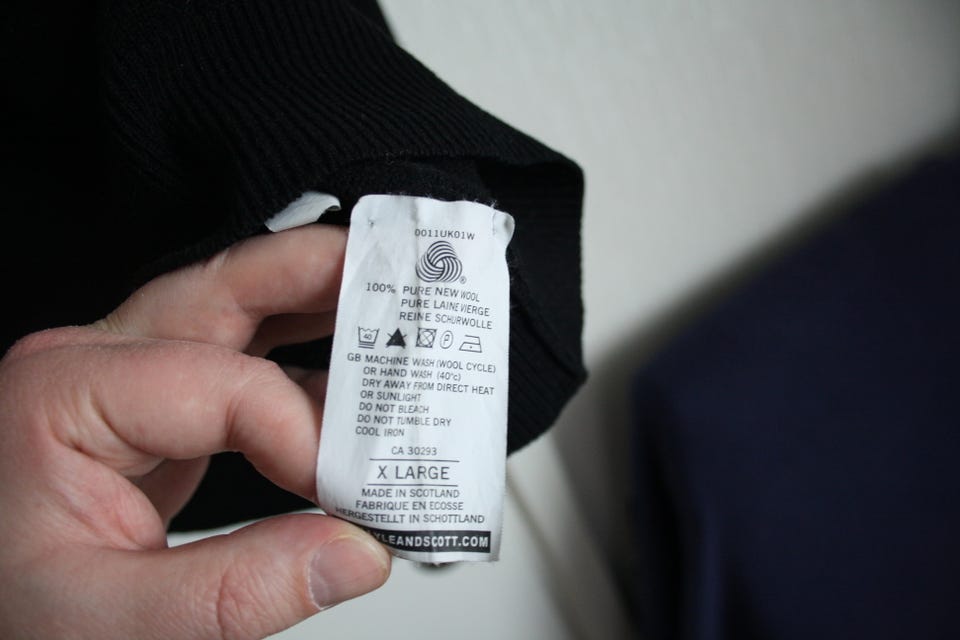 0011UK01W
®
100% PURE NEW WOOL
PURE LAINE VIERGE
REINE SCHURWOLLE
40 P
GB MACHINE WASH (WOOL CYCLE)
OR HAND WASH (40°c)
DRY AWAY FROM DIRECT HEAT
OR SUNLIGHT
DO NOT BLEACH
DO NOT TUMBLE DRY
COOL IRON
CA 30293
X LARGE
MADE IN SCOTLAND
FABRIQUE EN ECOSSE
HERGESTELLT IN SCHOTTLAND
YLEANDSCOTT.COM